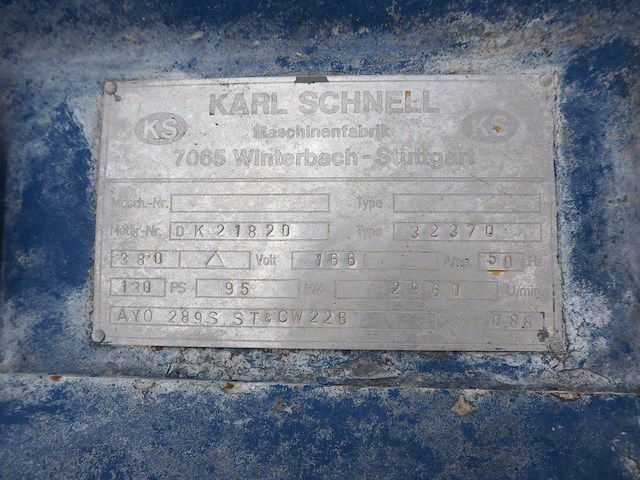 KARL SCHNELL
KS Maschinenfabrik KS
7065 Winterbach-Stuttgart
Masch.-Nr. Type
Motor-Nr. DK21820 Type 32370
380 △ Volt 166 Amp. 50 Hz
130 PS 95 KW 2960 U/min.
AYO 289S ST&CW226 0,88